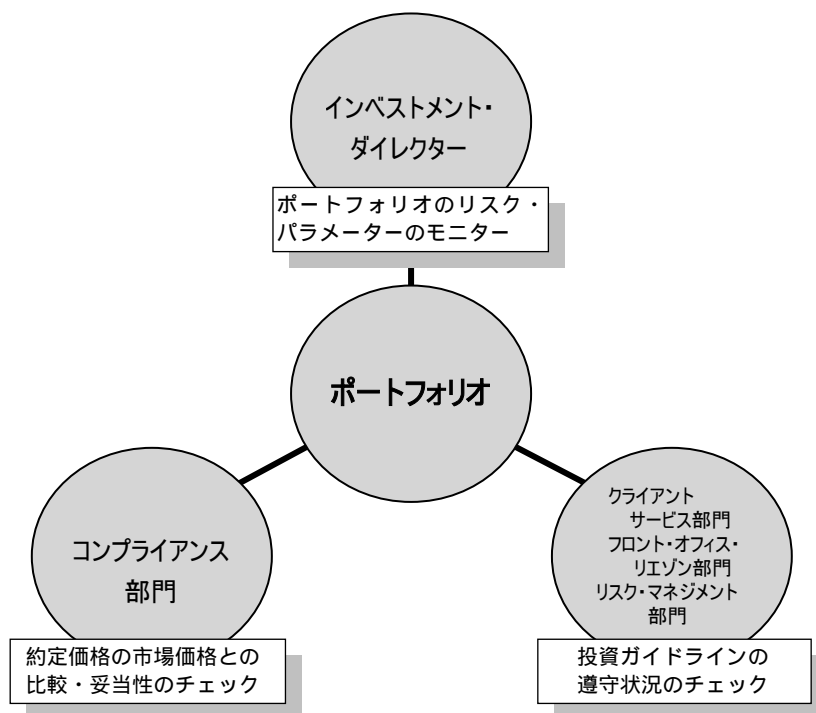 インベストメント・
ダイレクター
ポートフォリオのリスク・
パラメーターのモニター
ポートフォリオ
コンプライアンス
部門
約定価格の市場価格との
比較・妥当性のチェック
クライアント
サービス部門
フロント・オフィス・
リエゾン部門
リスク・マネジメント
部門
投資ガイドラインの
遵守状況のチェック